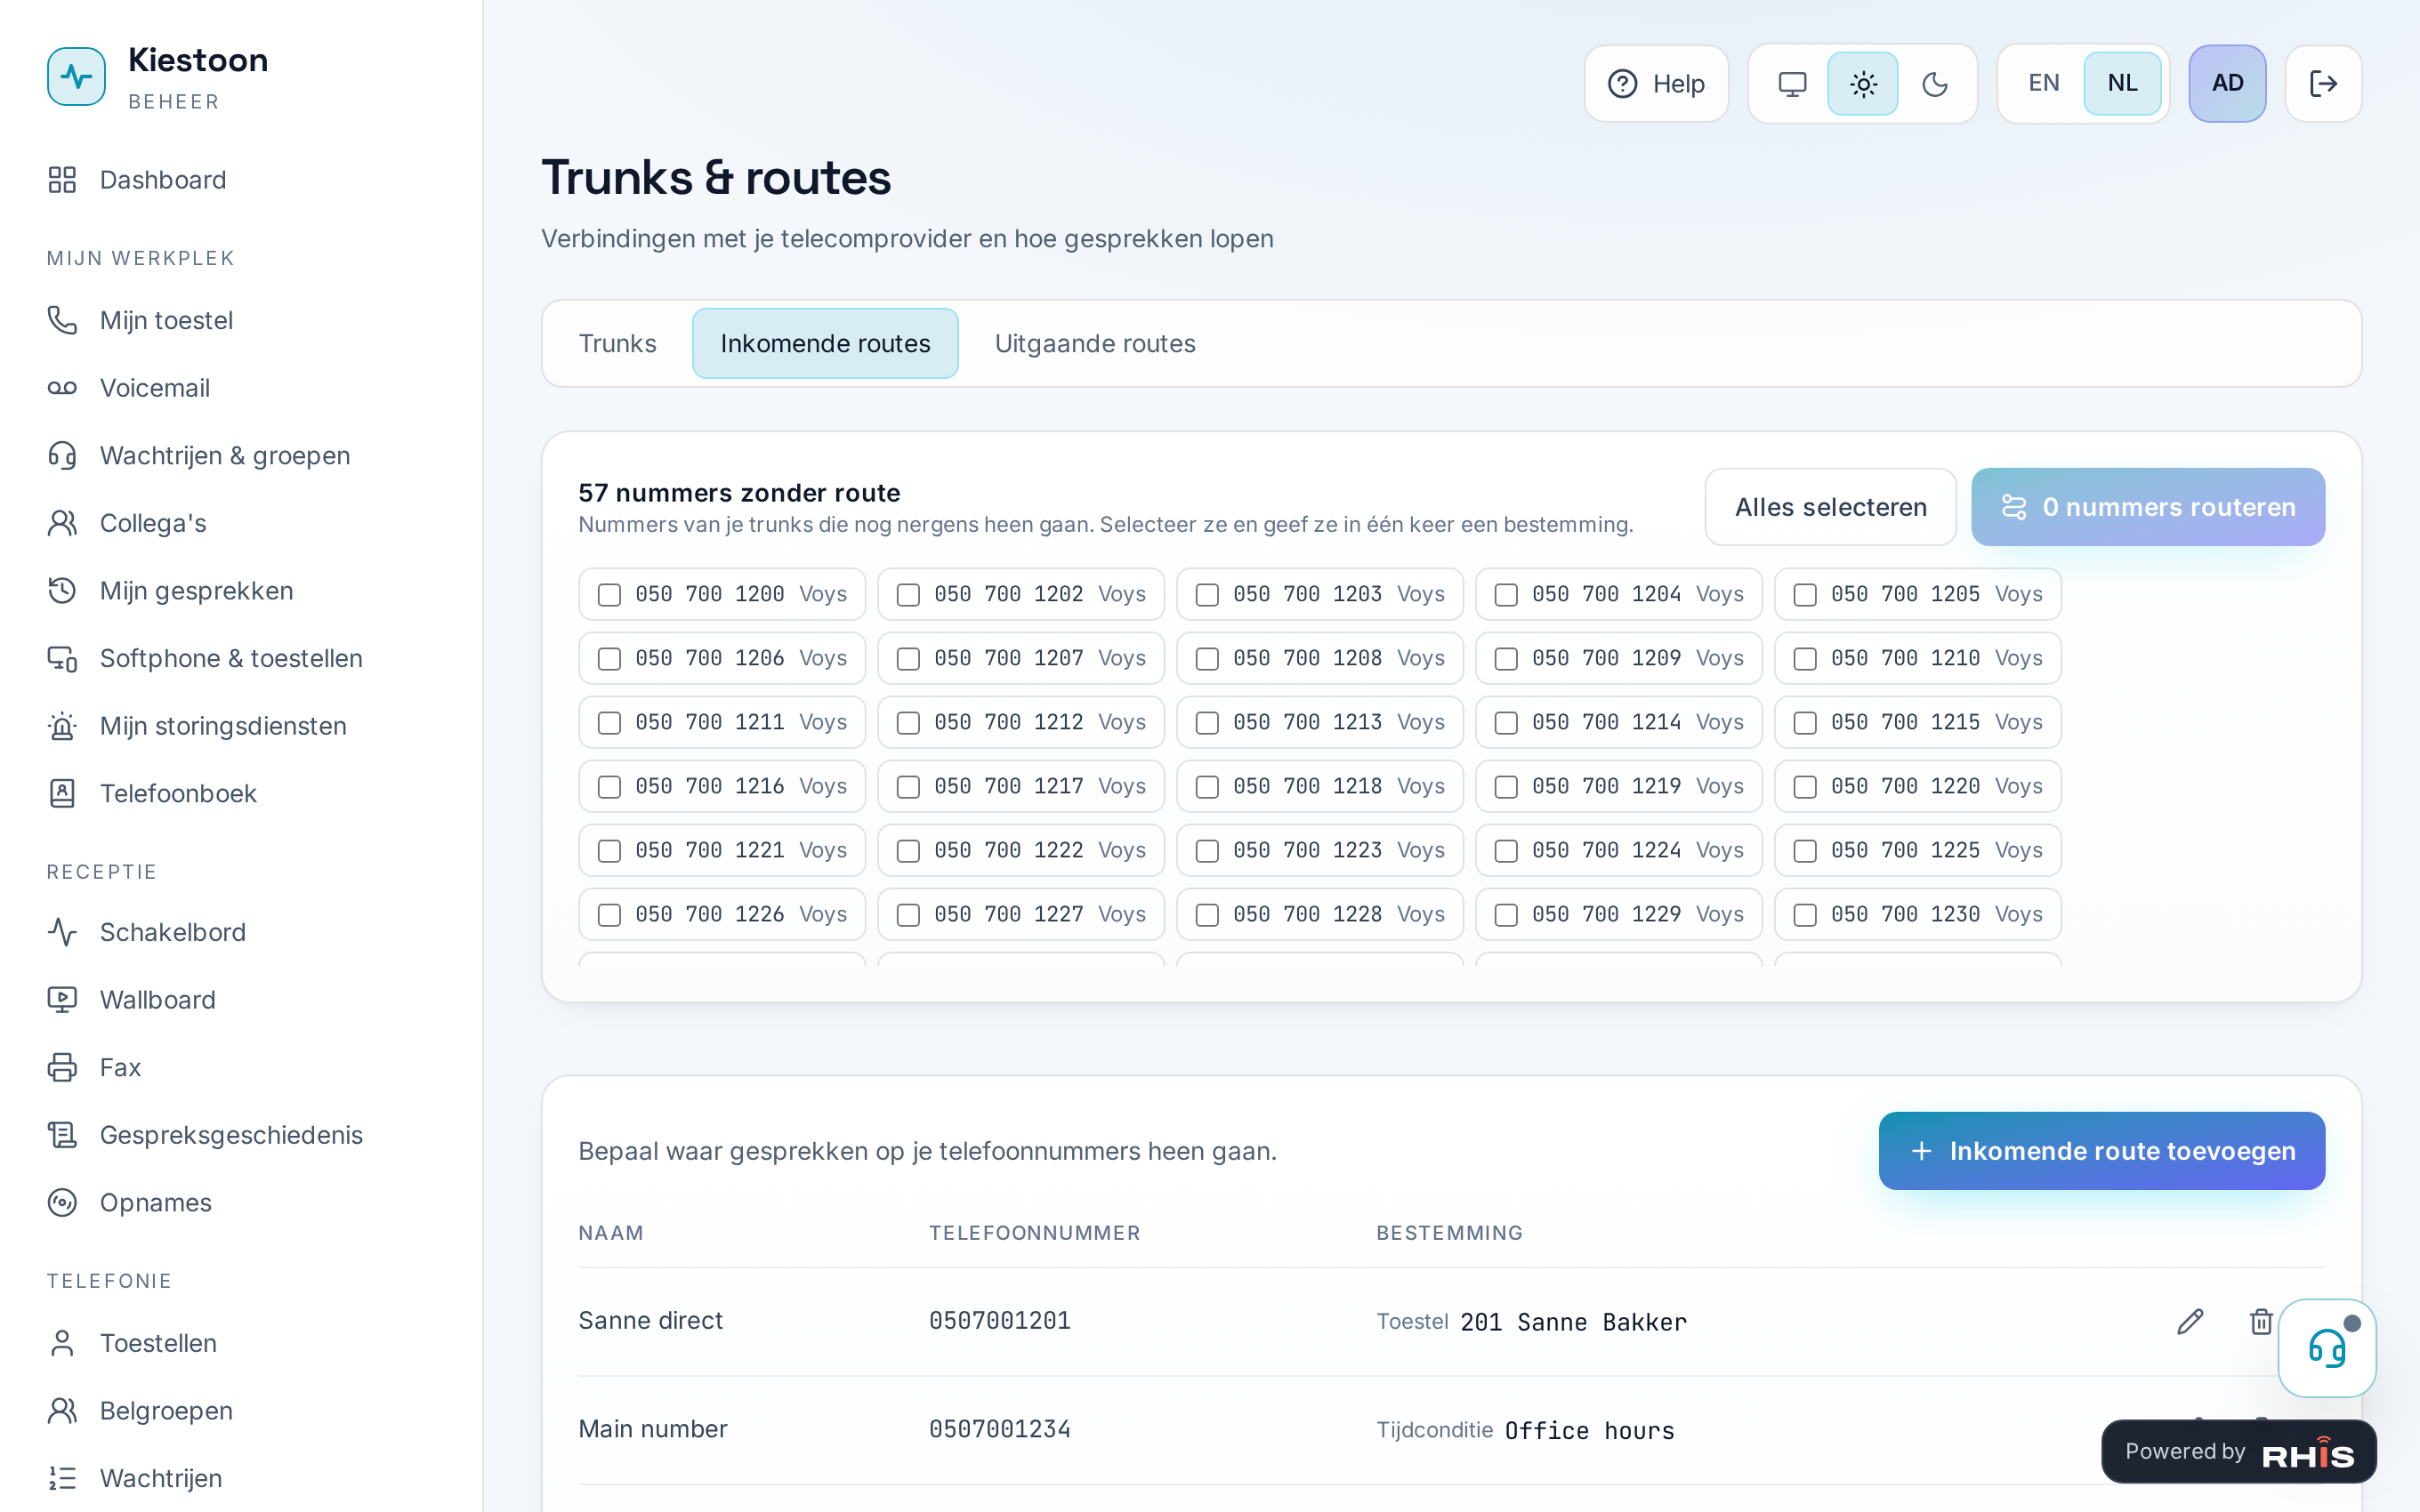 Kiestoon
BEHEER
Dashboard
MIJN WERKPLEK
Mijn toestel
Voicemail
Wachtrijen & groepen
Collega's
Mijn gesprekken
Softphone & toestellen
Mijn storingsdiensten
Telefoonboek
RECEPTIE
Schakelbord
Wallboard
Fax
Gespreksgeschiedenis
Opnames
TELEFONIE
Toestellen
Belgroepen
Wachtrijen
Help
EN NL
AD
Trunks & routes
Verbindingen met je telecomprovider en hoe gesprekken lopen
Trunks Inkomende routes Uitgaande routes
57 nummers zonder route
Nummers van je trunks die nog nergens heen gaan. Selecteer ze en geef ze in één keer een bestemming.
Alles selecteren
0 nummers routeren
050 700 1200 Voys 050 700 1202 Voys 050 700 1203 Voys 050 700 1204 Voys 050 700 1205 Voys
050 700 1206 Voys 050 700 1207 Voys 050 700 1208 Voys 050 700 1209 Voys 050 700 1210 Voys
050 700 1211 Voys 050 700 1212 Voys 050 700 1213 Voys 050 700 1214 Voys 050 700 1215 Voys
050 700 1216 Voys 050 700 1217 Voys 050 700 1218 Voys 050 700 1219 Voys 050 700 1220 Voys
050 700 1221 Voys 050 700 1222 Voys 050 700 1223 Voys 050 700 1224 Voys 050 700 1225 Voys
050 700 1226 Voys 050 700 1227 Voys 050 700 1228 Voys 050 700 1229 Voys 050 700 1230 Voys
Bepaal waar gesprekken op je telefoonnummers heen gaan.
Inkomende route toevoegen
NAAM TELEFOONNUMMER BESTEMMING
Sanne direct 0507001201 Toestel 201 Sanne Bakker
Main number 0507001234 Tijdconditie Office hours
Powered by RHIS